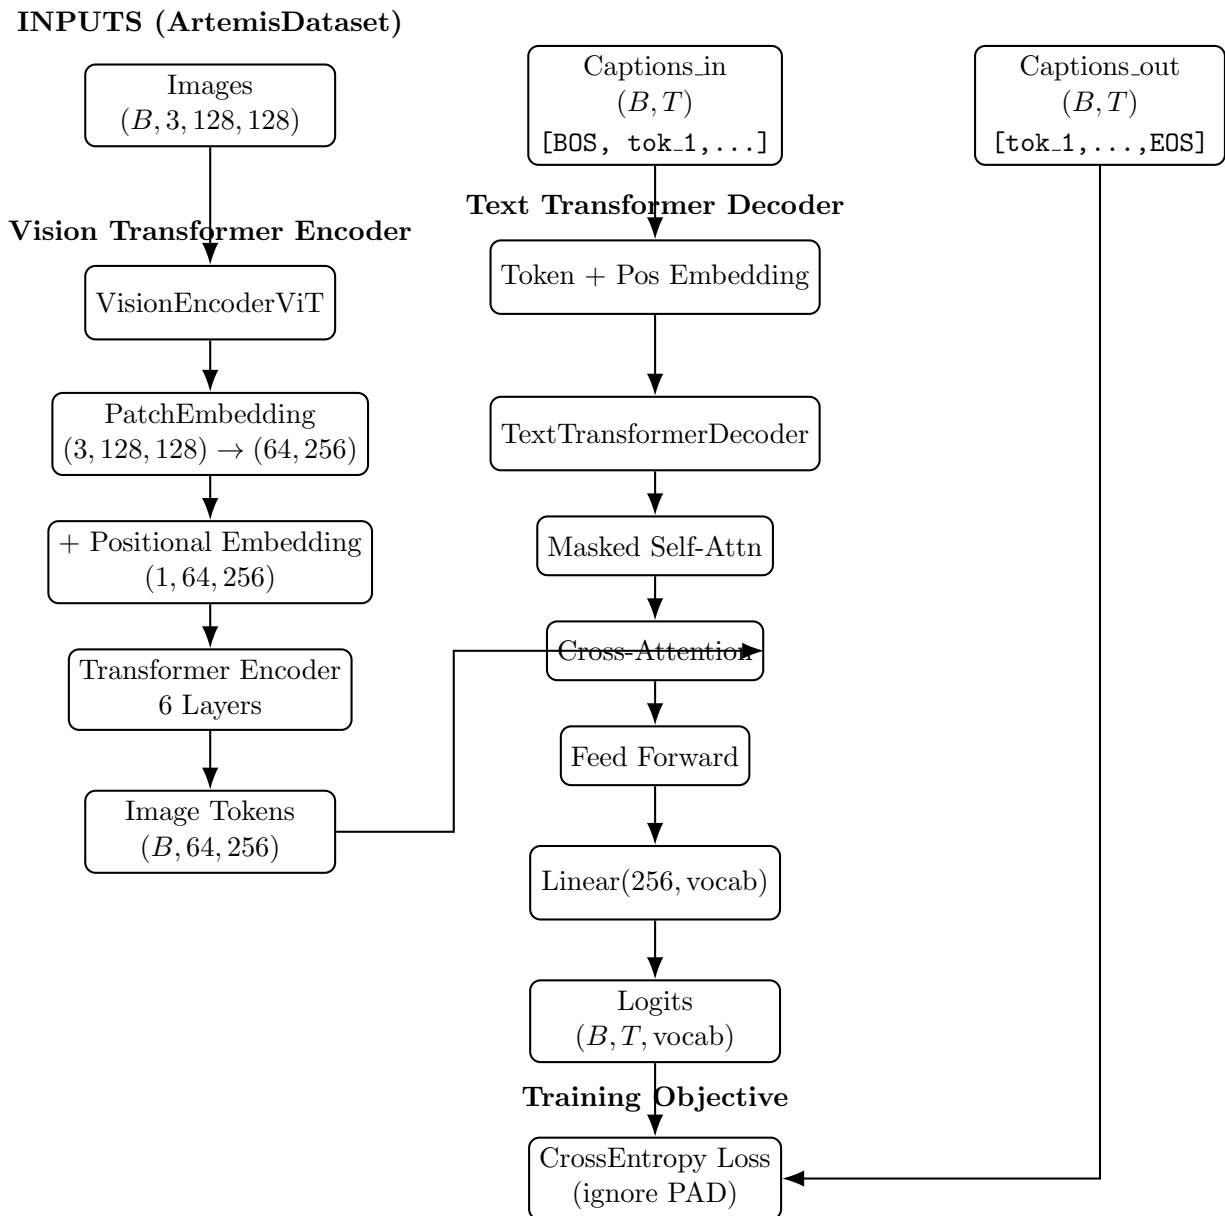 INPUTS (ArtemisDataset)
Images
(B, 3, 128, 128)
Captions_in
(B, T)
[BOS, tok_1,...]
Captions_out
(B, T)
[tok_1,...,EOS]
Vision Transformer Encoder
VisionEncoderViT
PatchEmbedding
(3, 128, 128) → (64, 256)
+ Positional Embedding
(1, 64, 256)
Transformer Encoder
6 Layers
Image Tokens
(B, 64, 256)
Text Transformer Decoder
Token + Pos Embedding
TextTransformerDecoder
Masked Self-Attn
Cross-Attention
Feed Forward
Linear(256, vocab)
Logits
(B, T, vocab)
Training Objective
CrossEntropy Loss
(ignore PAD)